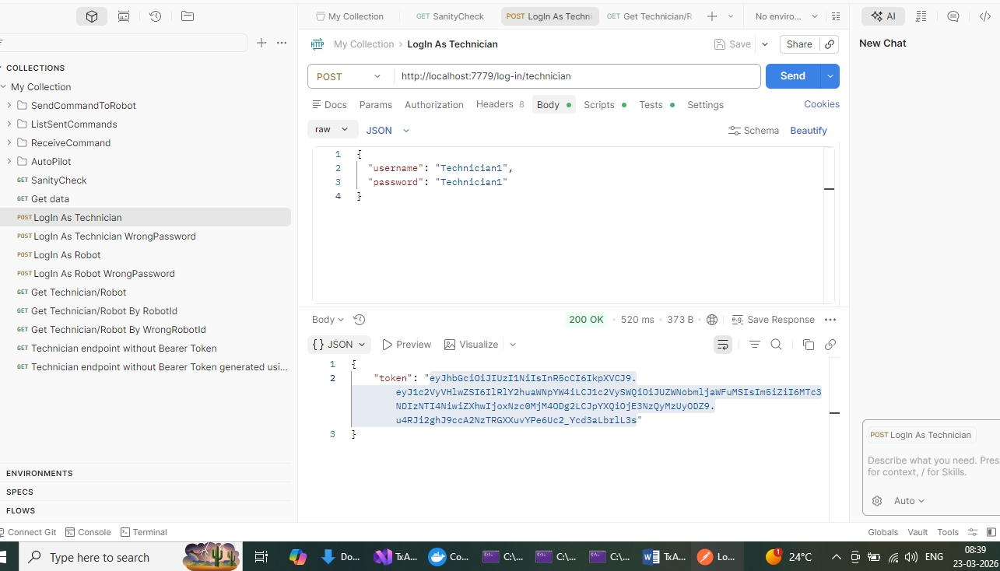 My Collection
GET SanityCheck
POST LogIn As Techni
GET Get Technician/R
No enviro...
AI
HTTP My Collection > LogIn As Technician
Save
Share
New Chat
COLLECTIONS
My Collection
SendCommandToRobot
ListSentCommands
ReceiveCommand
AutoPilot
GET SanityCheck
GET Get data
POST LogIn As Technician
POST LogIn As Technician WrongPassword
POST LogIn As Robot
POST LogIn As Robot WrongPassword
GET Get Technician/Robot
GET Get Technician/Robot By RobotId
GET Get Technician/Robot By WrongRobotId
GET Technician endpoint without Bearer Token
GET Technician endpoint without Bearer Token generated usi...
ENVIRONMENTS
SPECS
FLOWS
POST http://localhost:7779/log-in/technician
Send
Docs Params Authorization Headers 8 Body Scripts Tests Settings Cookies
raw JSON Schema Beautify
1 {
2 "username": "Technician1",
3 "password": "Technician1"
4 }
Body 200 OK • 520 ms • 373 B • e.g. Save Response
{} JSON Preview Visualize
1 {
2 "token": "eyJhbGciOiJIUzI1NiIsInR5cCI6IkpXVCJ9.
eyJ1c2VyVHlwZSI6IlRlY2huaWNpYW4iLCJ1c2VySWQiOiJUZWNobmljaWFuMSIsIm5iZiI6MTc3
NDIzNTI4NiwiZXhwIjoxNzc0MjM4ODg2LCJpYXQiOjE3NzQyMzUyODZ9.
u4RJi2ghJ9ccA2NzTRGXXuvYPe6Uc2_Ycd3aLbrlL3s"
3 }
POST LogIn As Technician
Describe what you need. Pres
for context, / for Skills.
Auto
Connect Git Console Terminal
Globals Vault Tools
Type here to search
Do...
TxA...
Co...
C:\...
C:\...
C:\...
TxA...
Lo...
1
24°C
ENG
08:39
23-03-2026